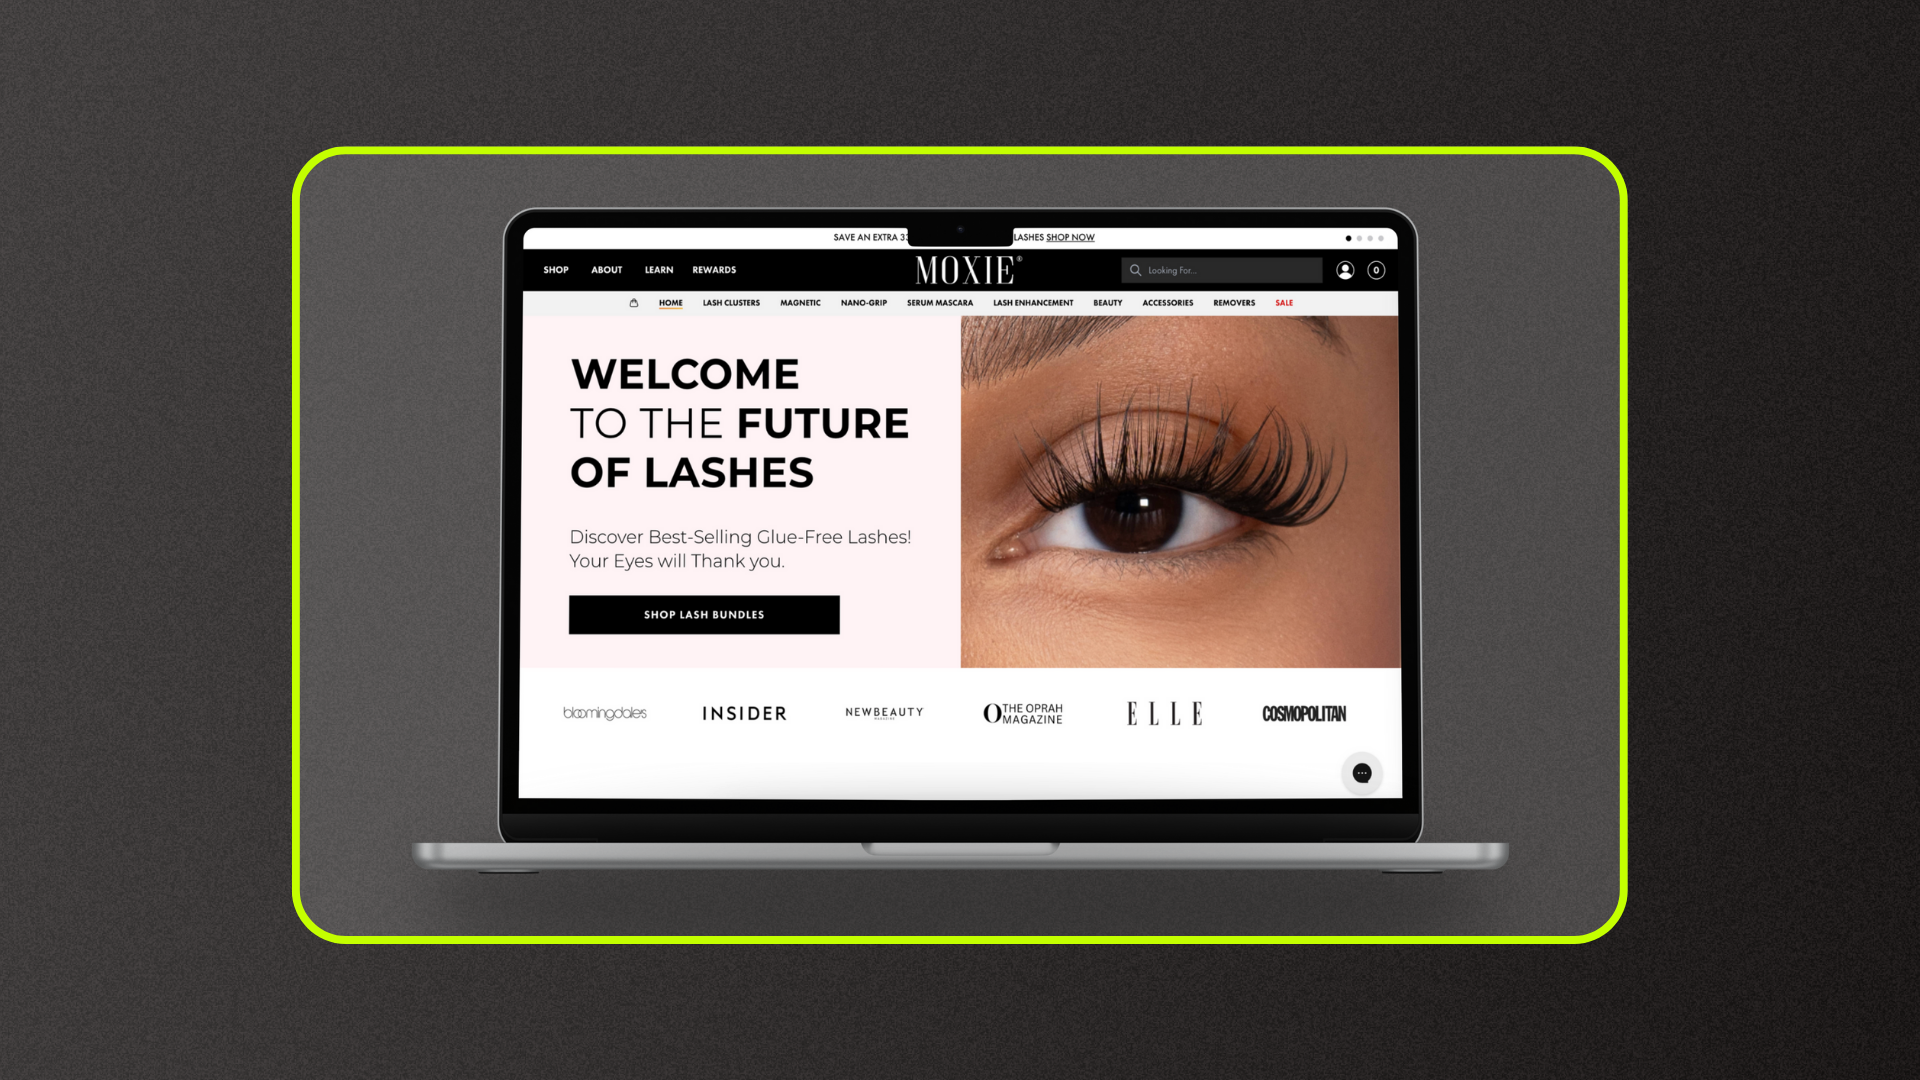 SAVE AN EXTRA 3 LASHES SHOP NOW
SHOP ABOUT LEARN REWARDS
MOXIE®
Looking For...
0
HOME LASH CLUSTERS MAGNETIC NANO-GRIP SERUM MASCARA LASH ENHANCEMENT BEAUTY ACCESSORIES REMOVERS SALE
WELCOME
TO THE FUTURE
OF LASHES
Discover Best-Selling Glue-Free Lashes!
Your Eyes will Thank you.
SHOP LASH BUNDLES
bloomingdales
INSIDER
NEWBEAUTY
MAGAZINE
O THE OPRAH
MAGAZINE
ELLE
COSMOPOLITAN